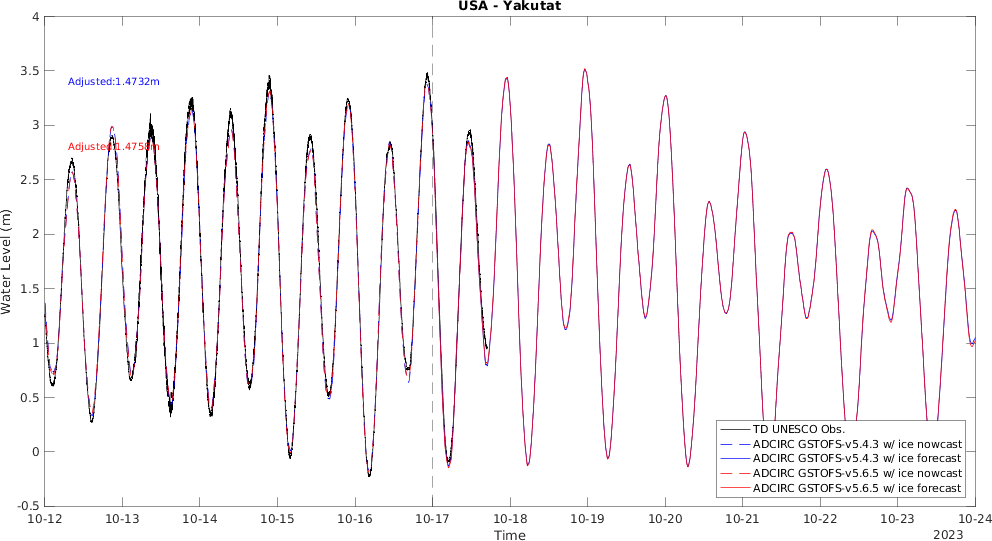 USA - Yakutat
4
3.5
3
2.5
2
1.5
1
0.5
0
-0.5
Water Level (m)
Adjusted:1.4732m
Adjusted:1.4758m
10-12 10-13 10-14 10-15 10-16 10-17 10-18 10-19 10-20 10-21 10-22 10-23 10-24
Time
2023
TD UNESCO Obs.
ADCIRC GSTOFS-v5.4.3 w/ ice nowcast
ADCIRC GSTOFS-v5.4.3 w/ ice forecast
ADCIRC GSTOFS-v5.6.5 w/ ice nowcast
ADCIRC GSTOFS-v5.6.5 w/ ice forecast